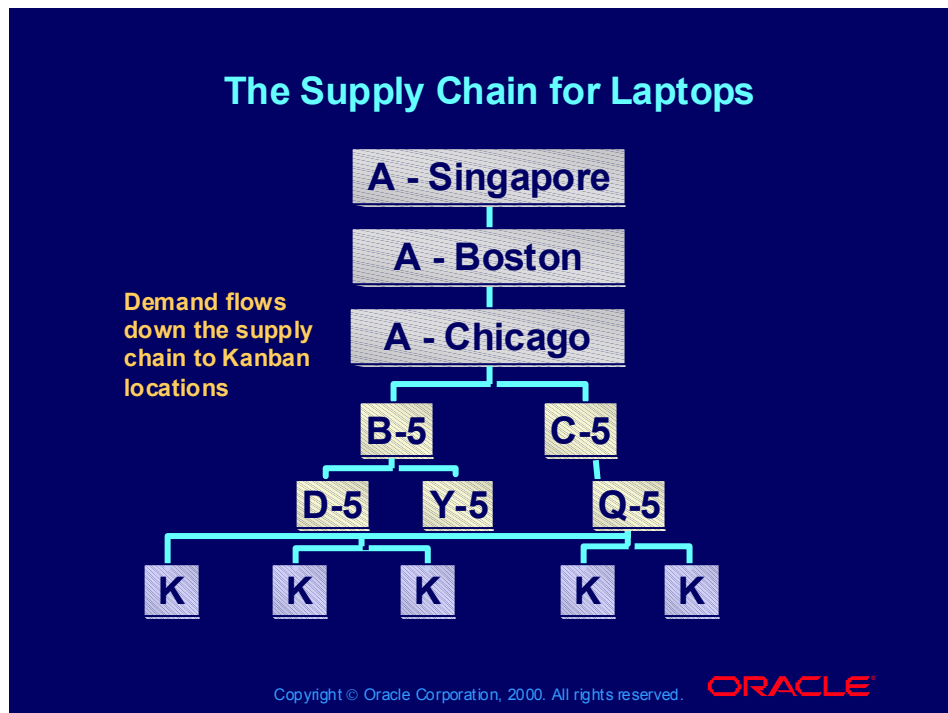 The Supply Chain for Laptops
A - Singapore
A - Boston
Demand flows
down the supply
chain to Kanban
locations
A - Chicago
B-5 C-5
D-5 Y-5 Q-5
K K K K K
Copyright © Oracle Corporation, 2000. All rights reserved.
ORACLE®